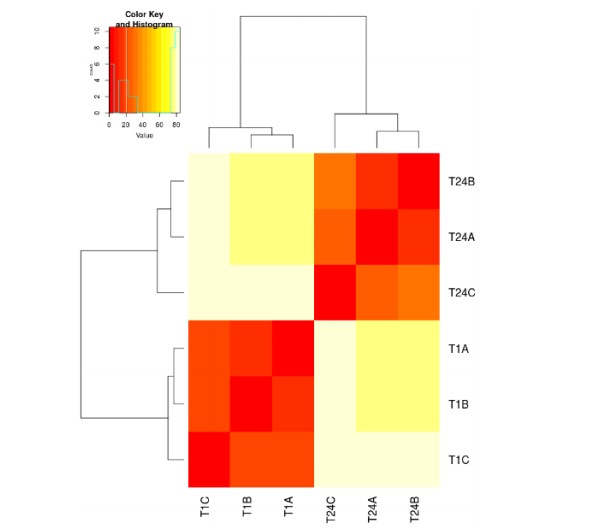 Color Key
and Histogram
0 2 4 6 8 10
0 20 40 60 80
Value
T24B
T24A
T24C
T1A
T1B
T1C
T1C T1B T1A T24C T24A T24B